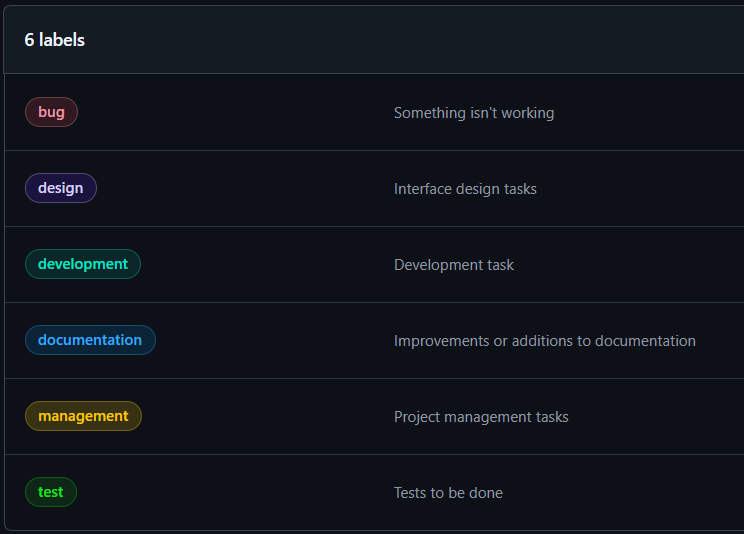 6 labels
bug
Something isn't working
design
Interface design tasks
development
Development task
documentation
Improvements or additions to documentation
management
Project management tasks
test
Tests to be done